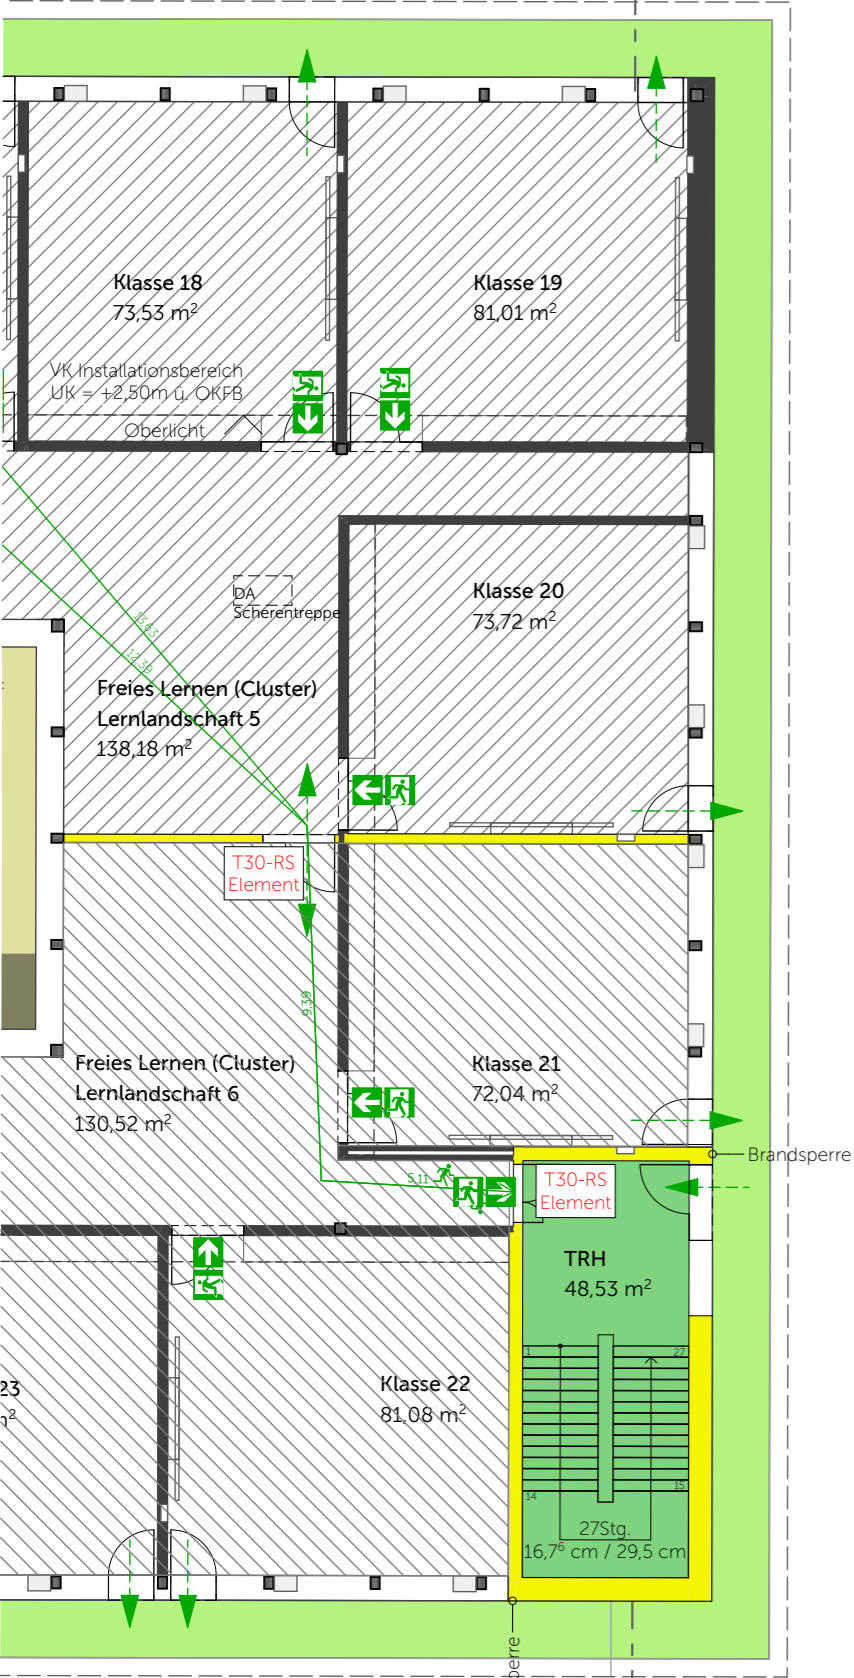 Klasse 18
73,53 m²
Klasse 19
81,01 m²
VK Installationsbereich
UK = +2,50m ü. OKFB
Oberlicht
DA
Scherentreppe
Klasse 20
73,72 m²
13,63
12,39
Freies Lernen (Cluster)
Lernlandschaft 5
138,18 m²
T30-RS
Element
9,39
Freies Lernen (Cluster)
Lernlandschaft 6
130,52 m²
Klasse 21
72,04 m²
Brandsperre
5,11
T30-RS
Element
TRH
48,53 m²
1
27
23
m²
Klasse 22
81,08 m²
14
15
27Stg.
16,7⁶ cm / 29,5 cm
perre